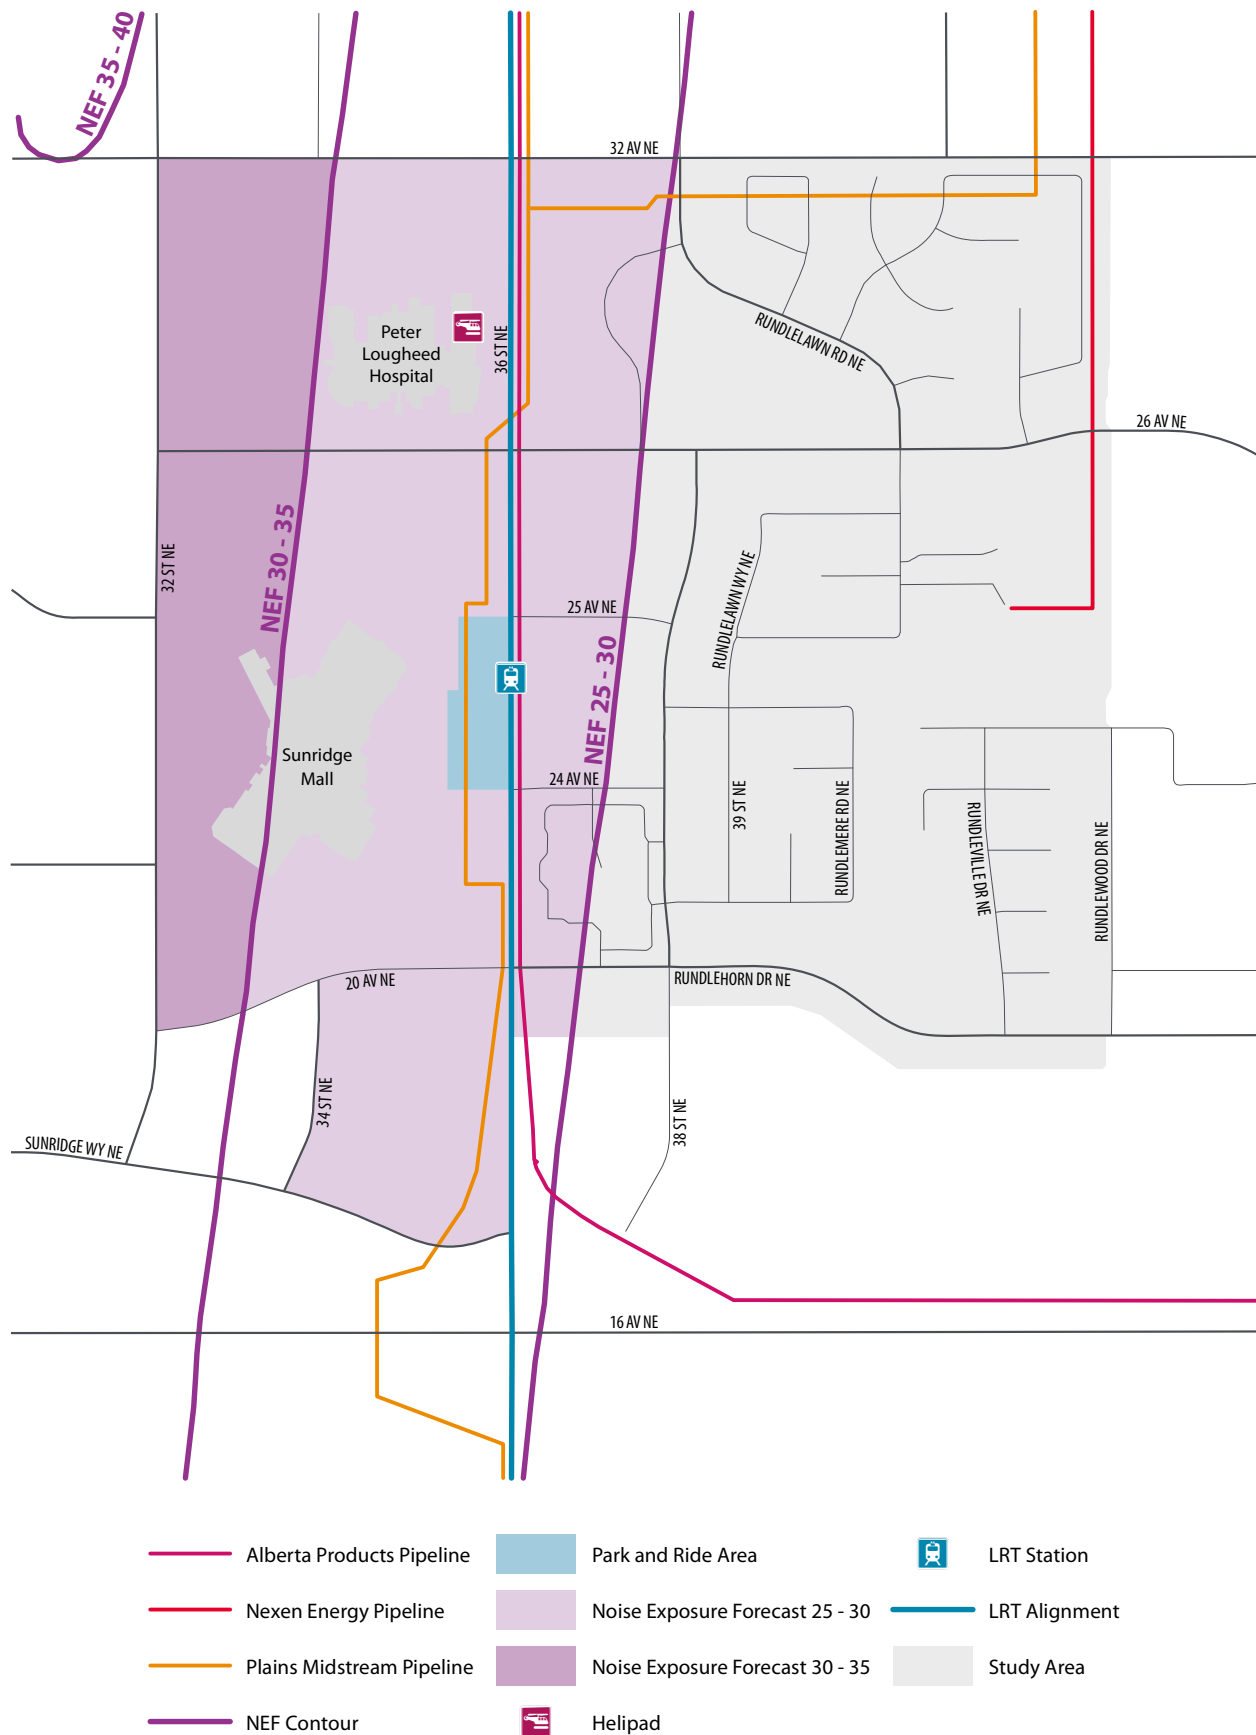 NEF 35 - 40
32 AV NE
Peter
Lougheed
Hospital
36 ST NE
RUNDLELAWN RD NE
26 AV NE
32 ST NE
NEF 30 - 35
25 AV NE
RUNDLELAWN WY NE
NEF 25 - 30
Sunridge
Mall
24 AV NE
39 ST NE
RUNDLEMERE RD NE
RUNDLEVILLE DR NE
RUNDLEWOOD DR NE
20 AV NE
RUNDLEHORN DR NE
34 ST NE
38 ST NE
SUNRIDGE WY NE
16 AV NE
Alberta Products Pipeline
Park and Ride Area
LRT Station
Nexen Energy Pipeline
Noise Exposure Forecast 25 - 30
LRT Alignment
Plains Midstream Pipeline
Noise Exposure Forecast 30 - 35
Study Area
NEF Contour
Helipad